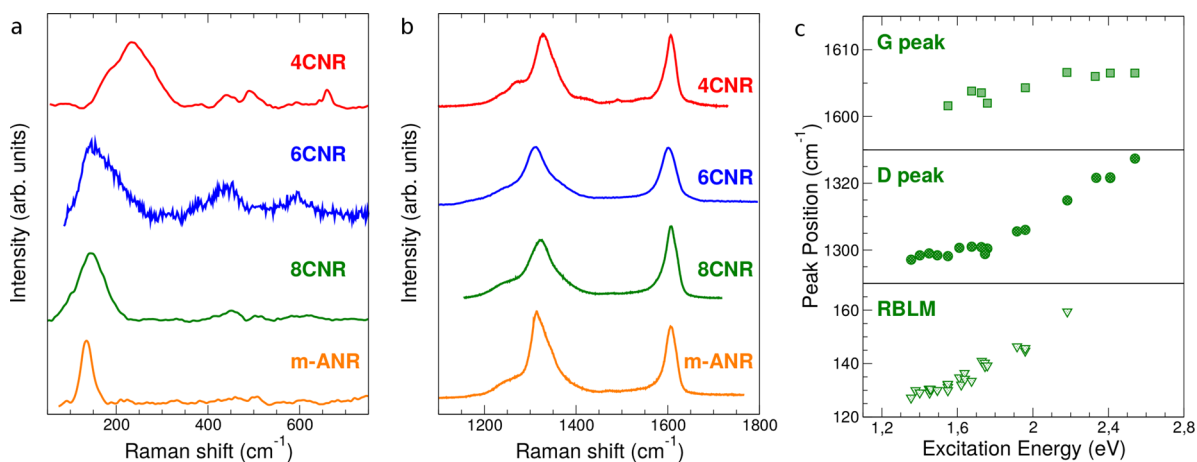 a
4CNR
6CNR
8CNR
m-ANR
Intensity (arb. units)
200 400 600
Raman shift (cm-1)
b
4CNR
6CNR
8CNR
m-ANR
Intensity (arb. units)
1200 1400 1600 1800
Raman shift (cm-1)
c
G peak
1610
1600
D peak
1320
1300
RBLM
160
140
120
Peak Position (cm-1)
1,2 1,6 2 2,4 2,8
Excitation Energy (eV)